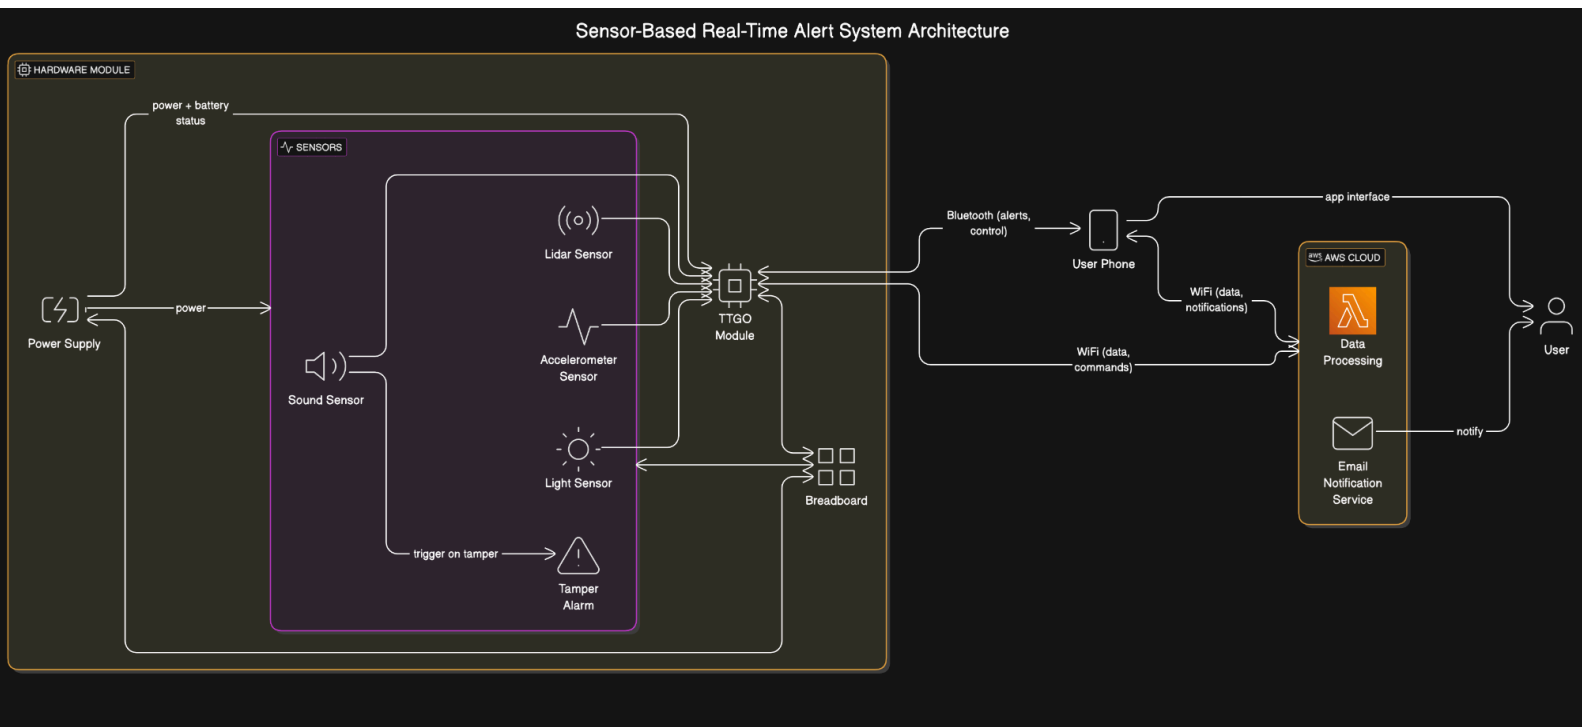 Sensor-Based Real-Time Alert System Architecture
HARDWARE MODULE
power + battery
status
SENSORS
Lidar Sensor
power
Power Supply
Accelerometer
Sensor
Sound Sensor
Light Sensor
trigger on tamper
Tamper
Alarm
TTGO
Module
Breadboard
Bluetooth (alerts,
control)
User Phone
app interface
WiFi (data,
notifications)
WiFi (data,
commands)
aws AWS CLOUD
Data
Processing
Email
Notification
Service
notify
User